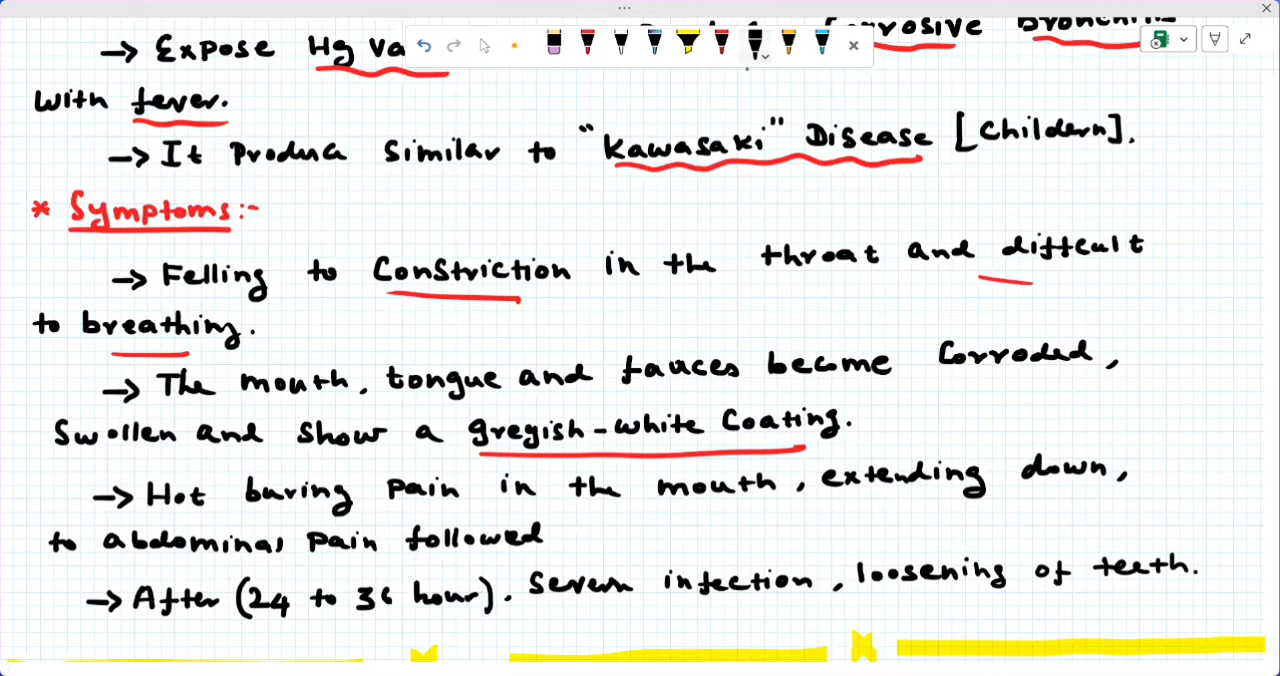 → Expose Hg
with fever.
→ It Produce Similar to "Kawasaki" Disease [Childern].
* Symptoms:-
→ Felling to Constriction in the throat and difficult
to breathing.
→ The mouth, tongue and fauces become Corroded,
Swollen and Show a greyish-white Coating.
→ Hot buring Pain in the mouth, extending down,
to abdominal Pain followed
→ After (24 to 36 hour). Severe infection, loosening of teeth.